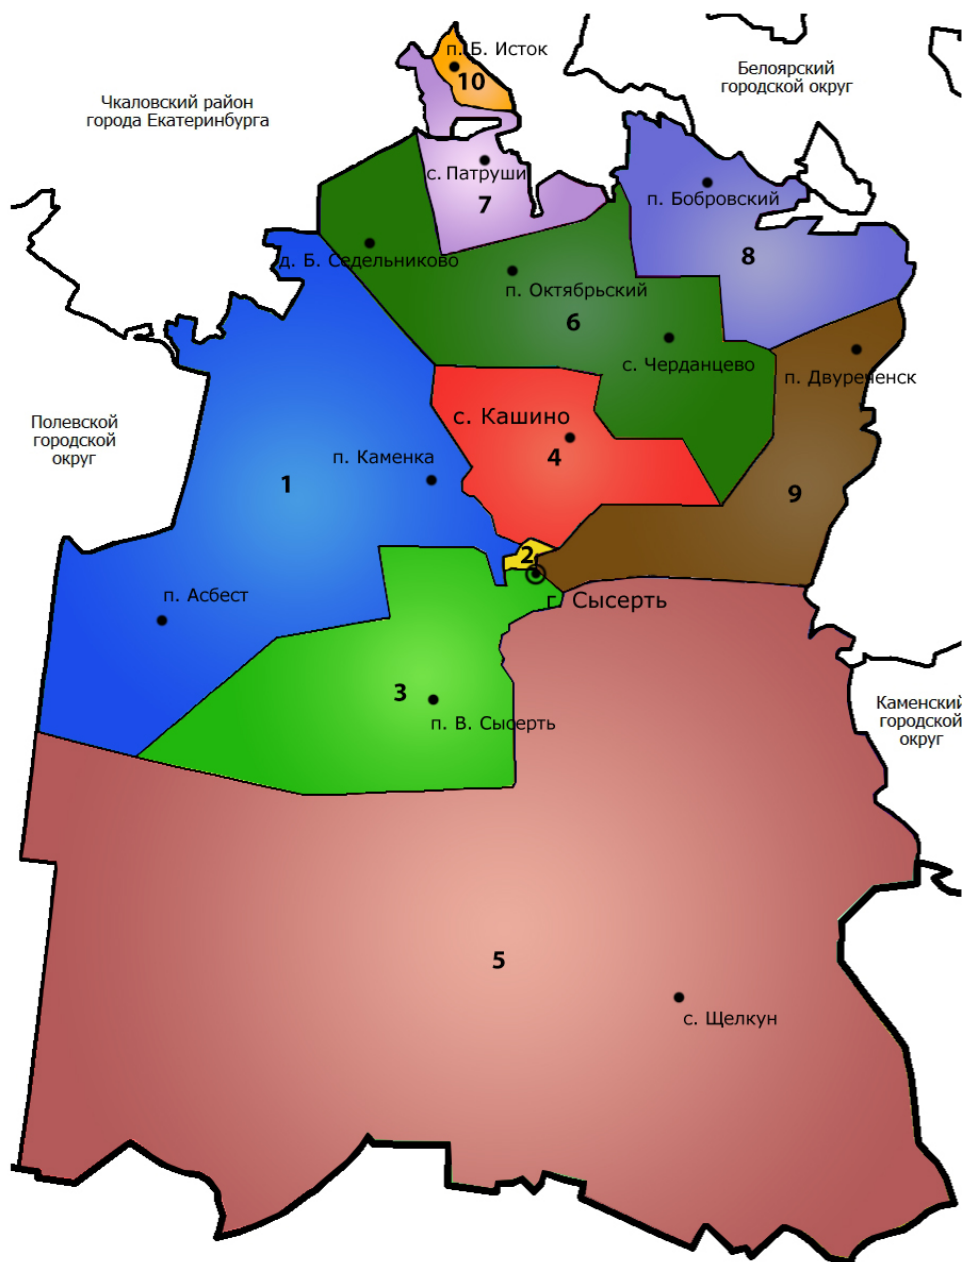 п. Б. Исток
10
Белоярский
городской округ
Чкаловский район
города Екатеринбурга
с. Патруши
7
п. Бобровский
8
д. Б. Седельниково
п. Октябрьский
6
с. Черданцево
п. Двуреченск
Полевской
городской
округ
с. Кашино
4
п. Каменка
1
9
2
п. Асбест
г. Сысерть
3
п. В. Сысерть
Каменский
городской
округ
5
с. Щелкун